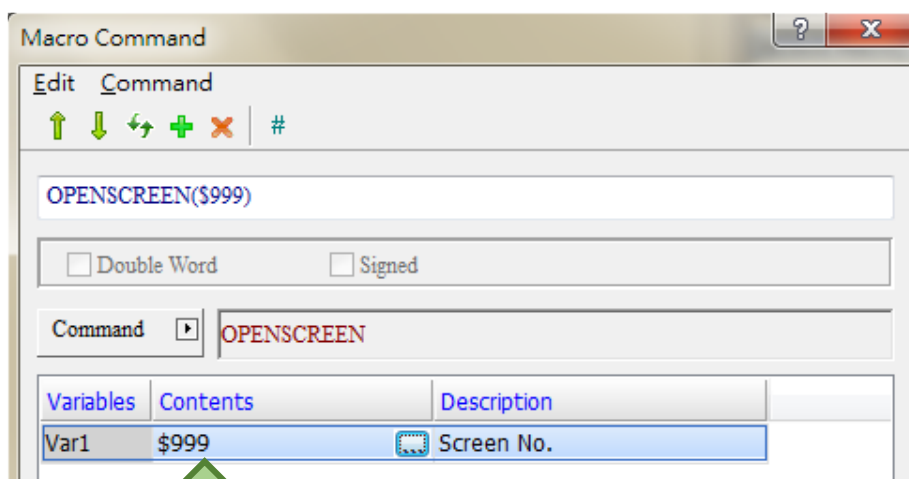 Macro Command
Edit Command
#
OPENSCREEN($999)
Double Word Signed
Command OPENSCREEN
Variables Contents Description
Var1 $999 ... Screen No.